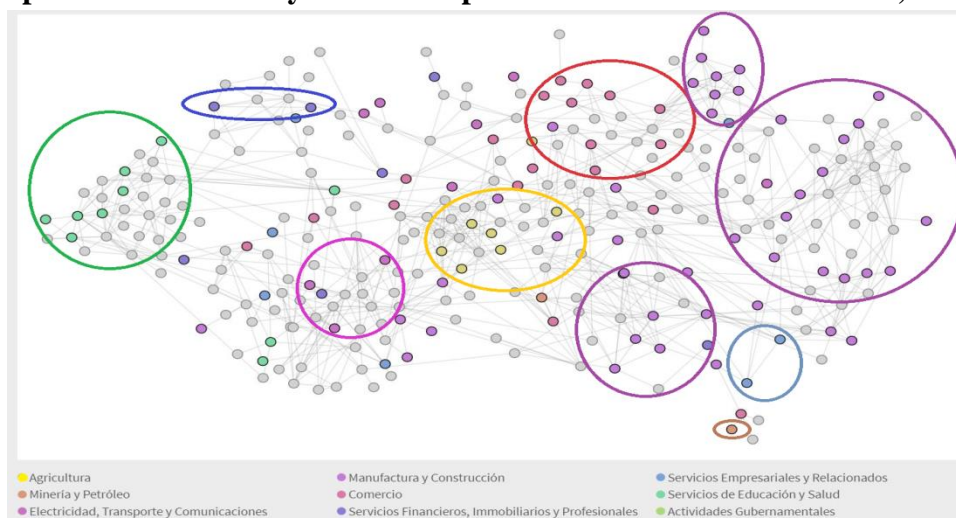 Agricultura
Manufactura y Construcción
Servicios Empresariales y Relacionados
Minería y Petróleo
Comercio
Servicios de Educación y Salud
Electricidad, Transporte y Comunicaciones
Servicios Financieros, Inmobiliarios y Profesionales
Actividades Gubernamentales